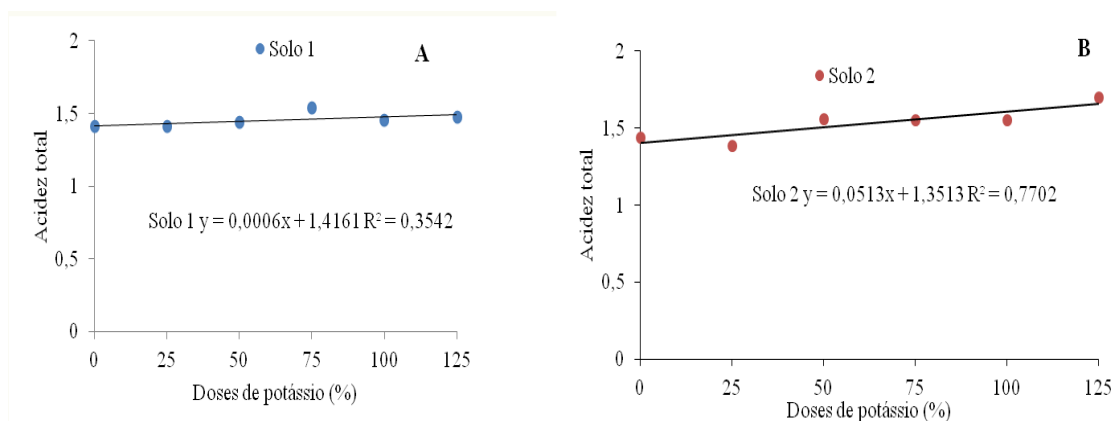 A
Solo 1
2
1,5
1
0,5
0
Acidez total
Solo 1 y = 0,0006x + 1,4161 R² = 0,3542
0 25 50 75 100 125
Doses de potássio (%)
B
Solo 2
2
1,5
1
0,5
0
Acidez total
Solo 2 y = 0,0513x + 1,3513 R² = 0,7702
0 25 50 75 100 125
Doses de potássio (%)